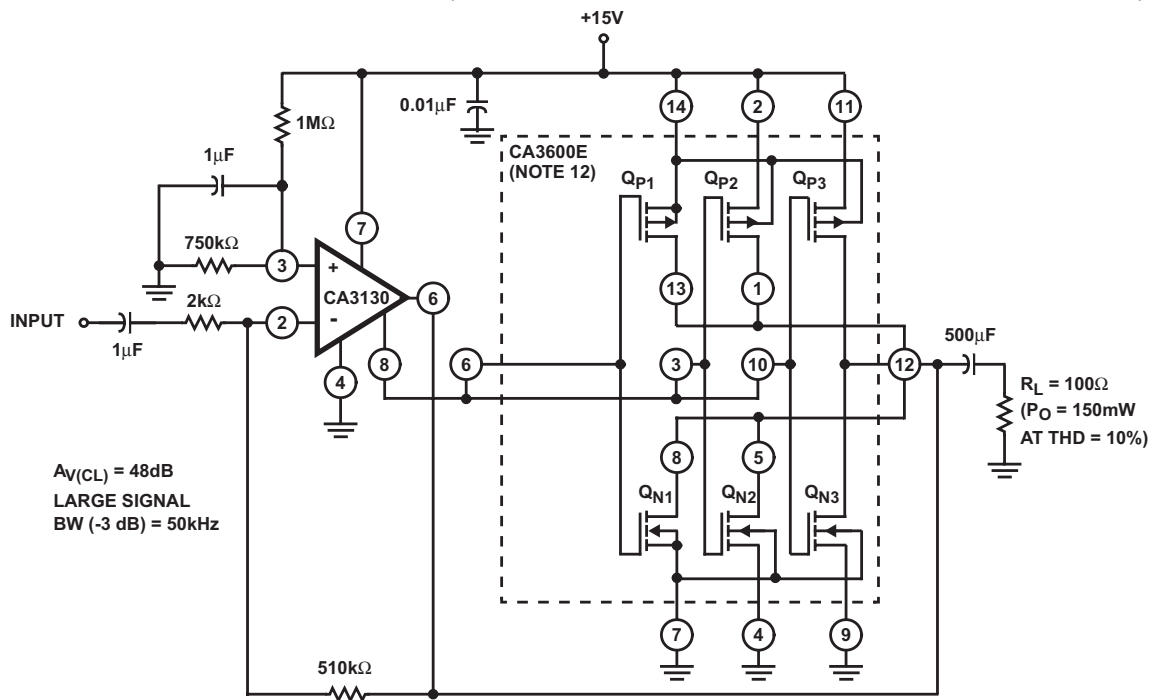 +15V
0.01μF
1MΩ
1μF
14
2
11
CA3600E
(NOTE 12)
QP1
QP2
QP3
7
750kΩ
3
+
CA3130
6
13
1
2kΩ
INPUT
2
-
1μF
500μF
8
6
3
10
12
4
RL = 100Ω
(PO = 150mW
AT THD = 10%)
8
5
AV(CL) = 48dB
LARGE SIGNAL
BW (-3 dB) = 50kHz
QN1
QN2
QN3
7
4
9
510kΩ